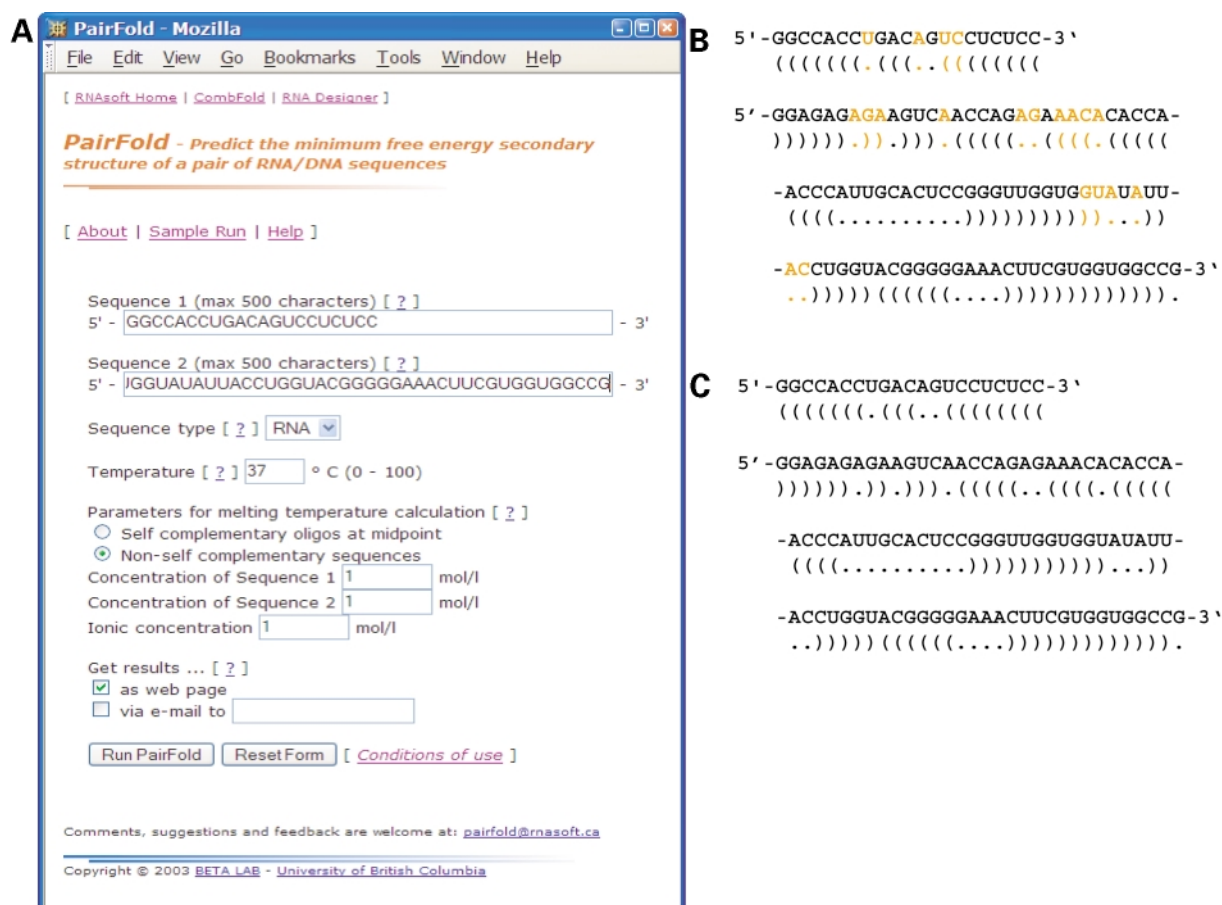 A
PairFold - Mozilla
File Edit View Go Bookmarks Tools Window Help
[ RNAsoft Home | CombFold | RNA Designer ]
PairFold - Predict the minimum free energy secondary
structure of a pair of RNA/DNA sequences
[ About | Sample Run | Help ]
Sequence 1 (max 500 characters) [ ? ]
5' - GGCCACCUGACAGUCCUCUCC - 3'
Sequence 2 (max 500 characters) [ ? ]
5' - GGUAUAUUACCUGGUACGGGGGAAACUUCGUGGUGGCCG - 3'
Sequence type [ ? ] RNA
Temperature [ ? ] 37 ° C (0 - 100)
Parameters for melting temperature calculation [ ? ]
Self complementary oligos at midpoint
Non-self complementary sequences
Concentration of Sequence 1 1 mol/l
Concentration of Sequence 2 1 mol/l
Ionic concentration 1 mol/l
Get results ... [ ? ]
as web page
via e-mail to
Run PairFold Reset Form [ Conditions of use ]
Comments, suggestions and feedback are welcome at: pairfold@rnasoft.ca
Copyright © 2003 BETA LAB - University of British Columbia
B
5'-GGCCACCUGACAGUCCUCUCC-3'
(((((((.(((..((((((((
5'-GGAGAGAGAAGUCAACCAGAGAAACACACCA-
)))))).)).))).(((((..((((.(((((
-ACCCAUUGCACUCCGGGUUGGUGGUAUAUU-
((((...........)))))))))))...))
-ACCUGGUACGGGGGAAACUUCGUGGUGGCCG-3'
..)))))((((((....))))))))))))).
C
5'-GGCCACCUGACAGUCCUCUCC-3'
(((((((.(((..((((((((
5'-GGAGAGAGAAGUCAACCAGAGAAACACACCA-
)))))).)).))).(((((..((((.(((((
-ACCCAUUGCACUCCGGGUUGGUGGUAUAUU-
((((...........)))))))))))...))
-ACCUGGUACGGGGGAAACUUCGUGGUGGCCG-3'
..)))))((((((....))))))))))))).